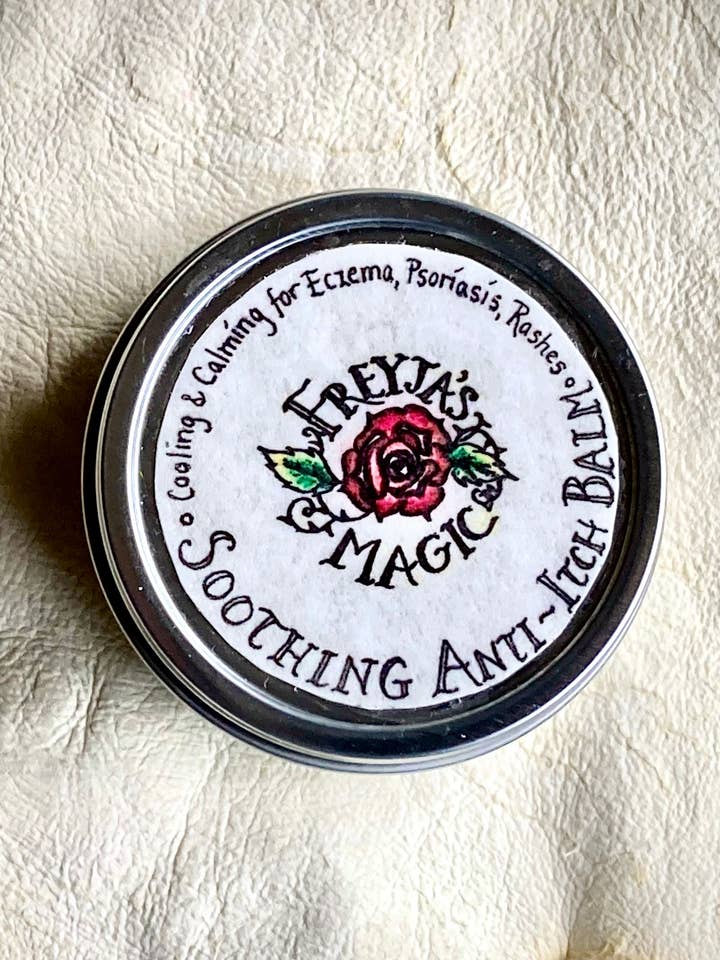 ° Cooling & Calming for Eczema, Psoriasis, Rashes °
FREYJA'S
MAGIC
SOOTHING ANTI~ITCH BALM